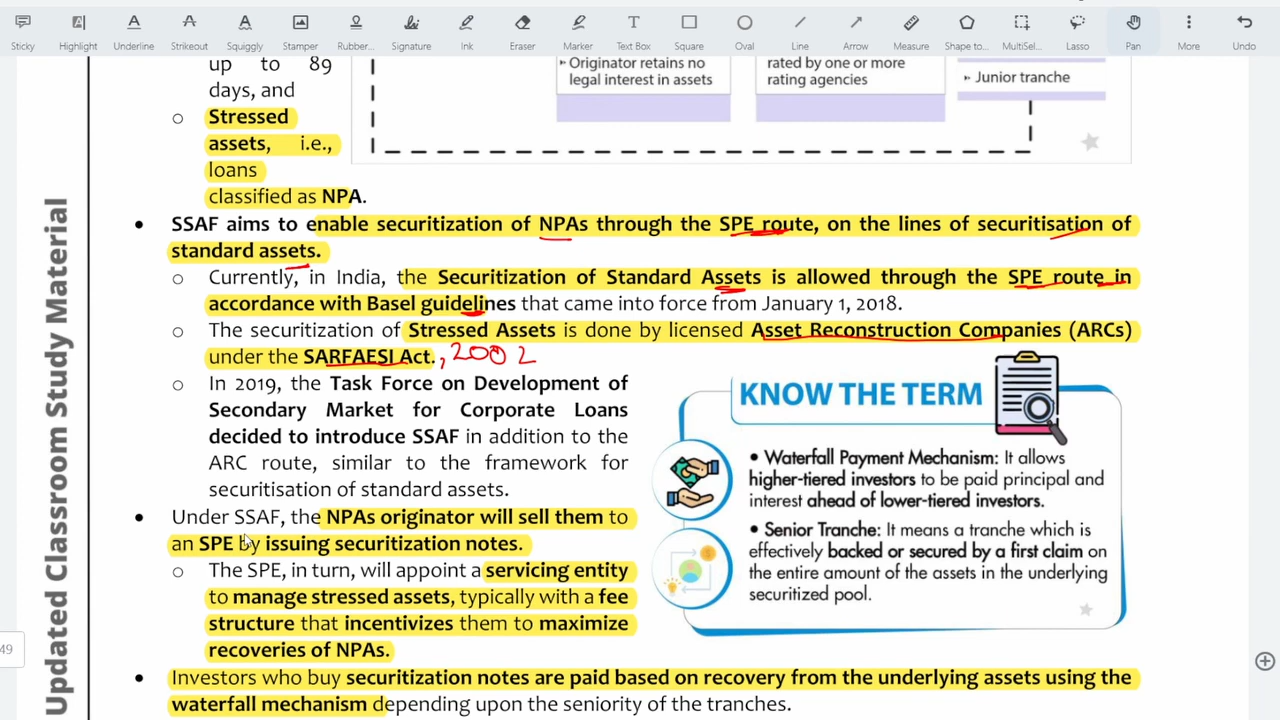 Sticky
Highlight
Underline
Strikeout
Squiggly
Stamper
Rubber...
Signature
Ink
Eraser
Marker
Text Box
Square
Oval
Line
Arrow
Measure
Shape to...
MultiSel...
Lasso
Pan
More
Undo
up to 89
days, and
Stressed
assets, i.e.,
loans
classified as NPA.
Originator retains no
legal interest in assets
rated by one or more
rating agencies
Junior tranche
• SSAF aims to enable securitization of NPAs through the SPE route, on the lines of securitisation of
standard assets.
o Currently, in India, the Securitization of Standard Assets is allowed through the SPE route in
accordance with Basel guidelines that came into force from January 1, 2018.
o The securitization of Stressed Assets is done by licensed Asset Reconstruction Companies (ARCs)
under the SARFAESI Act. , 2002
o In 2019, the Task Force on Development of
Secondary Market for Corporate Loans
decided to introduce SSAF in addition to the
ARC route, similar to the framework for
securitisation of standard assets.
• Under SSAF, the NPAs originator will sell them to
an SPE by issuing securitization notes.
o The SPE, in turn, will appoint a servicing entity
to manage stressed assets, typically with a fee
structure that incentivizes them to maximize
recoveries of NPAs.
KNOW THE TERM
• Waterfall Payment Mechanism: It allows
higher-tiered investors to be paid principal and
interest ahead of lower-tiered investors.
• Senior Tranche: It means a tranche which is
effectively backed or secured by a first claim on
the entire amount of the assets in the underlying
securitized pool.
• Investors who buy securitization notes are paid based on recovery from the underlying assets using the
waterfall mechanism depending upon the seniority of the tranches.
Updated Classroom Study Material
49